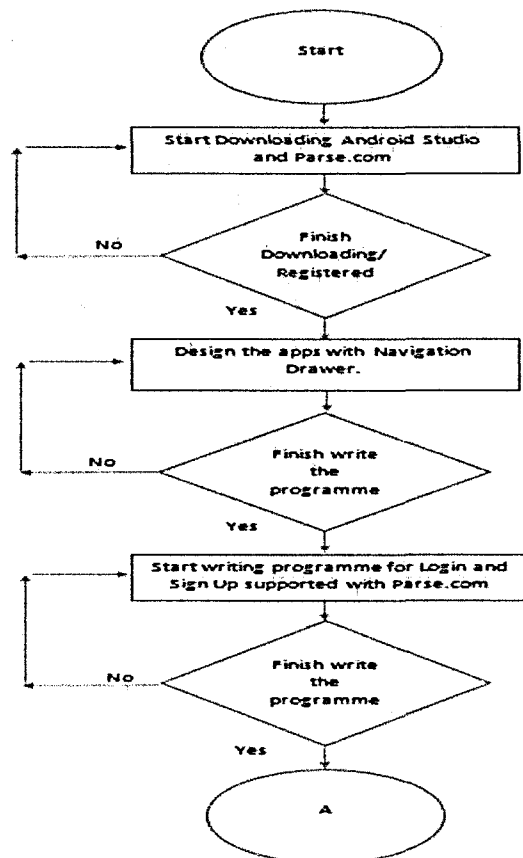 Start
Start Downloading Android Studio
and Parse.com
Finish
Downloading/
Registered
No
Yes
Design the apps with Navigation
Drawer.
Finish write
the
programme
No
Yes
Start writing programme for Login and
Sign Up supported with Parse.com
Finish write
the
programme
No
Yes
A